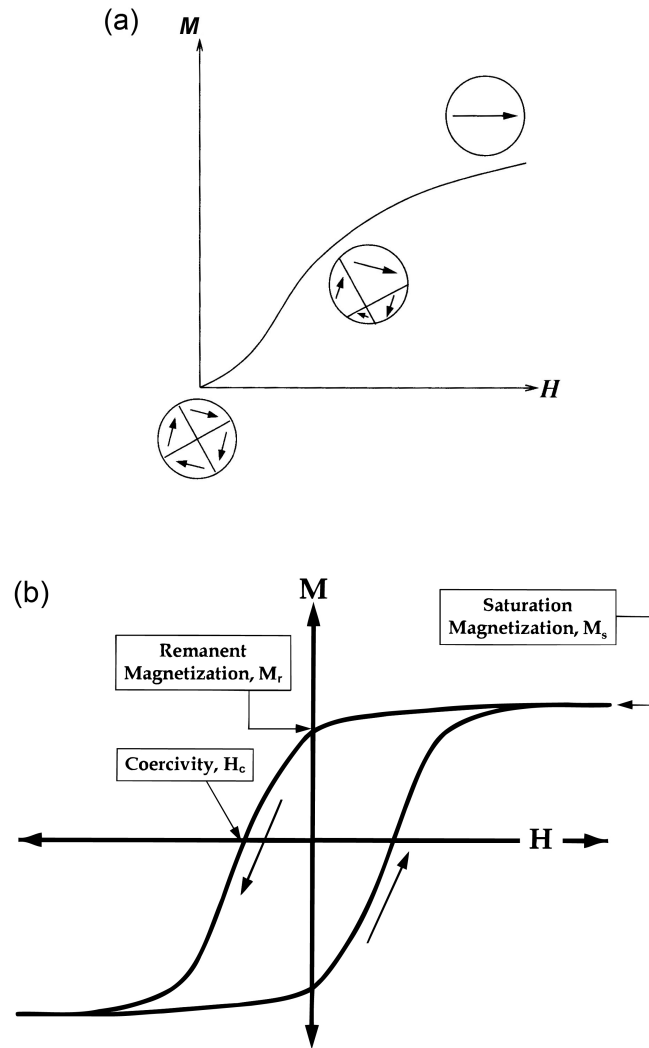 (a)
M
H
(b)
M
Saturation
Magnetization, Ms
Remanent
Magnetization, Mr
Coercivity, Hc
H